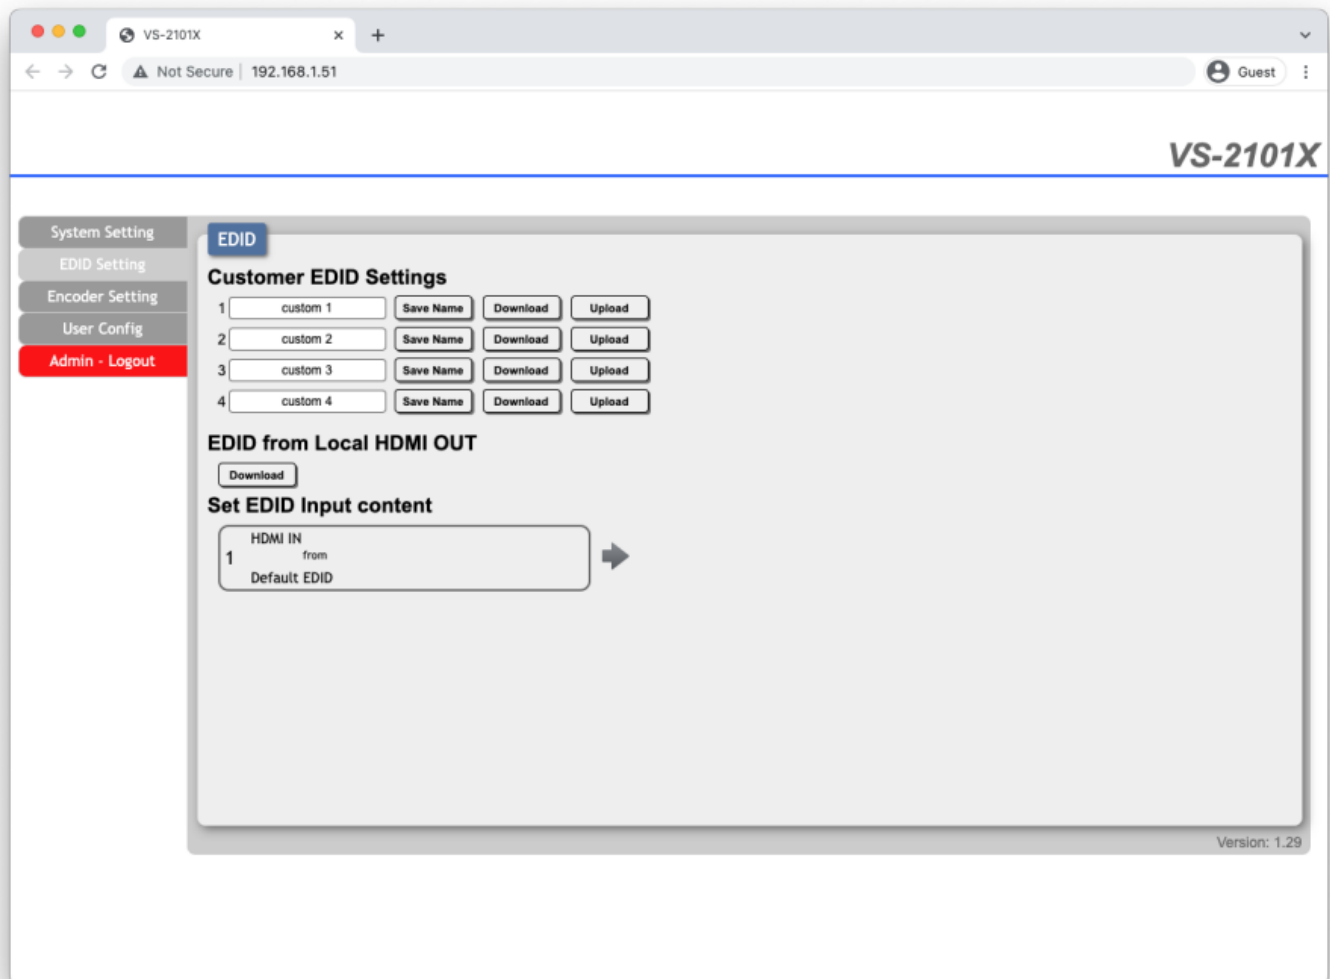 VS-2101X
Not Secure 192.168.1.51 Guest
VS-2101X
System Setting
EDID Setting
Encoder Setting
User Config
Admin - Logout
EDID
Customer EDID Settings
1 custom 1 Save Name Download Upload
2 custom 2 Save Name Download Upload
3 custom 3 Save Name Download Upload
4 custom 4 Save Name Download Upload
EDID from Local HDMI OUT
Download
Set EDID Input content
HDMI IN
1 from
Default EDID
Version: 1.29